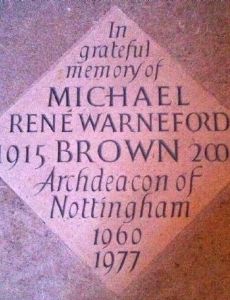 In
grateful
memory of
MICHAEL
RENÉ WARNEFORD
1915 BROWN 200
Archdeacon of
Nottingham
1960
1977